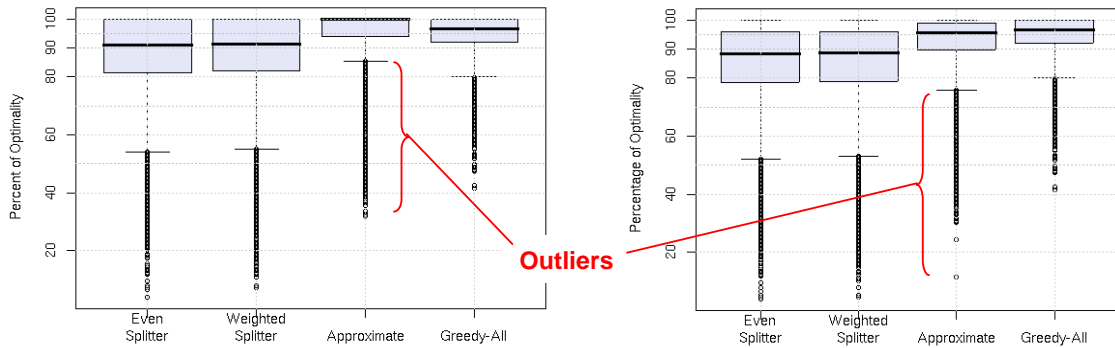 Percent of Optimality
100
90
80
60
40
20
Even
Splitter
Weighted
Splitter
Approximate
Greedy-All
Outliers
Percentage of Optimality
100
90
80
60
40
20
Even
Splitter
Weighted
Splitter
Approximate
Greedy-All